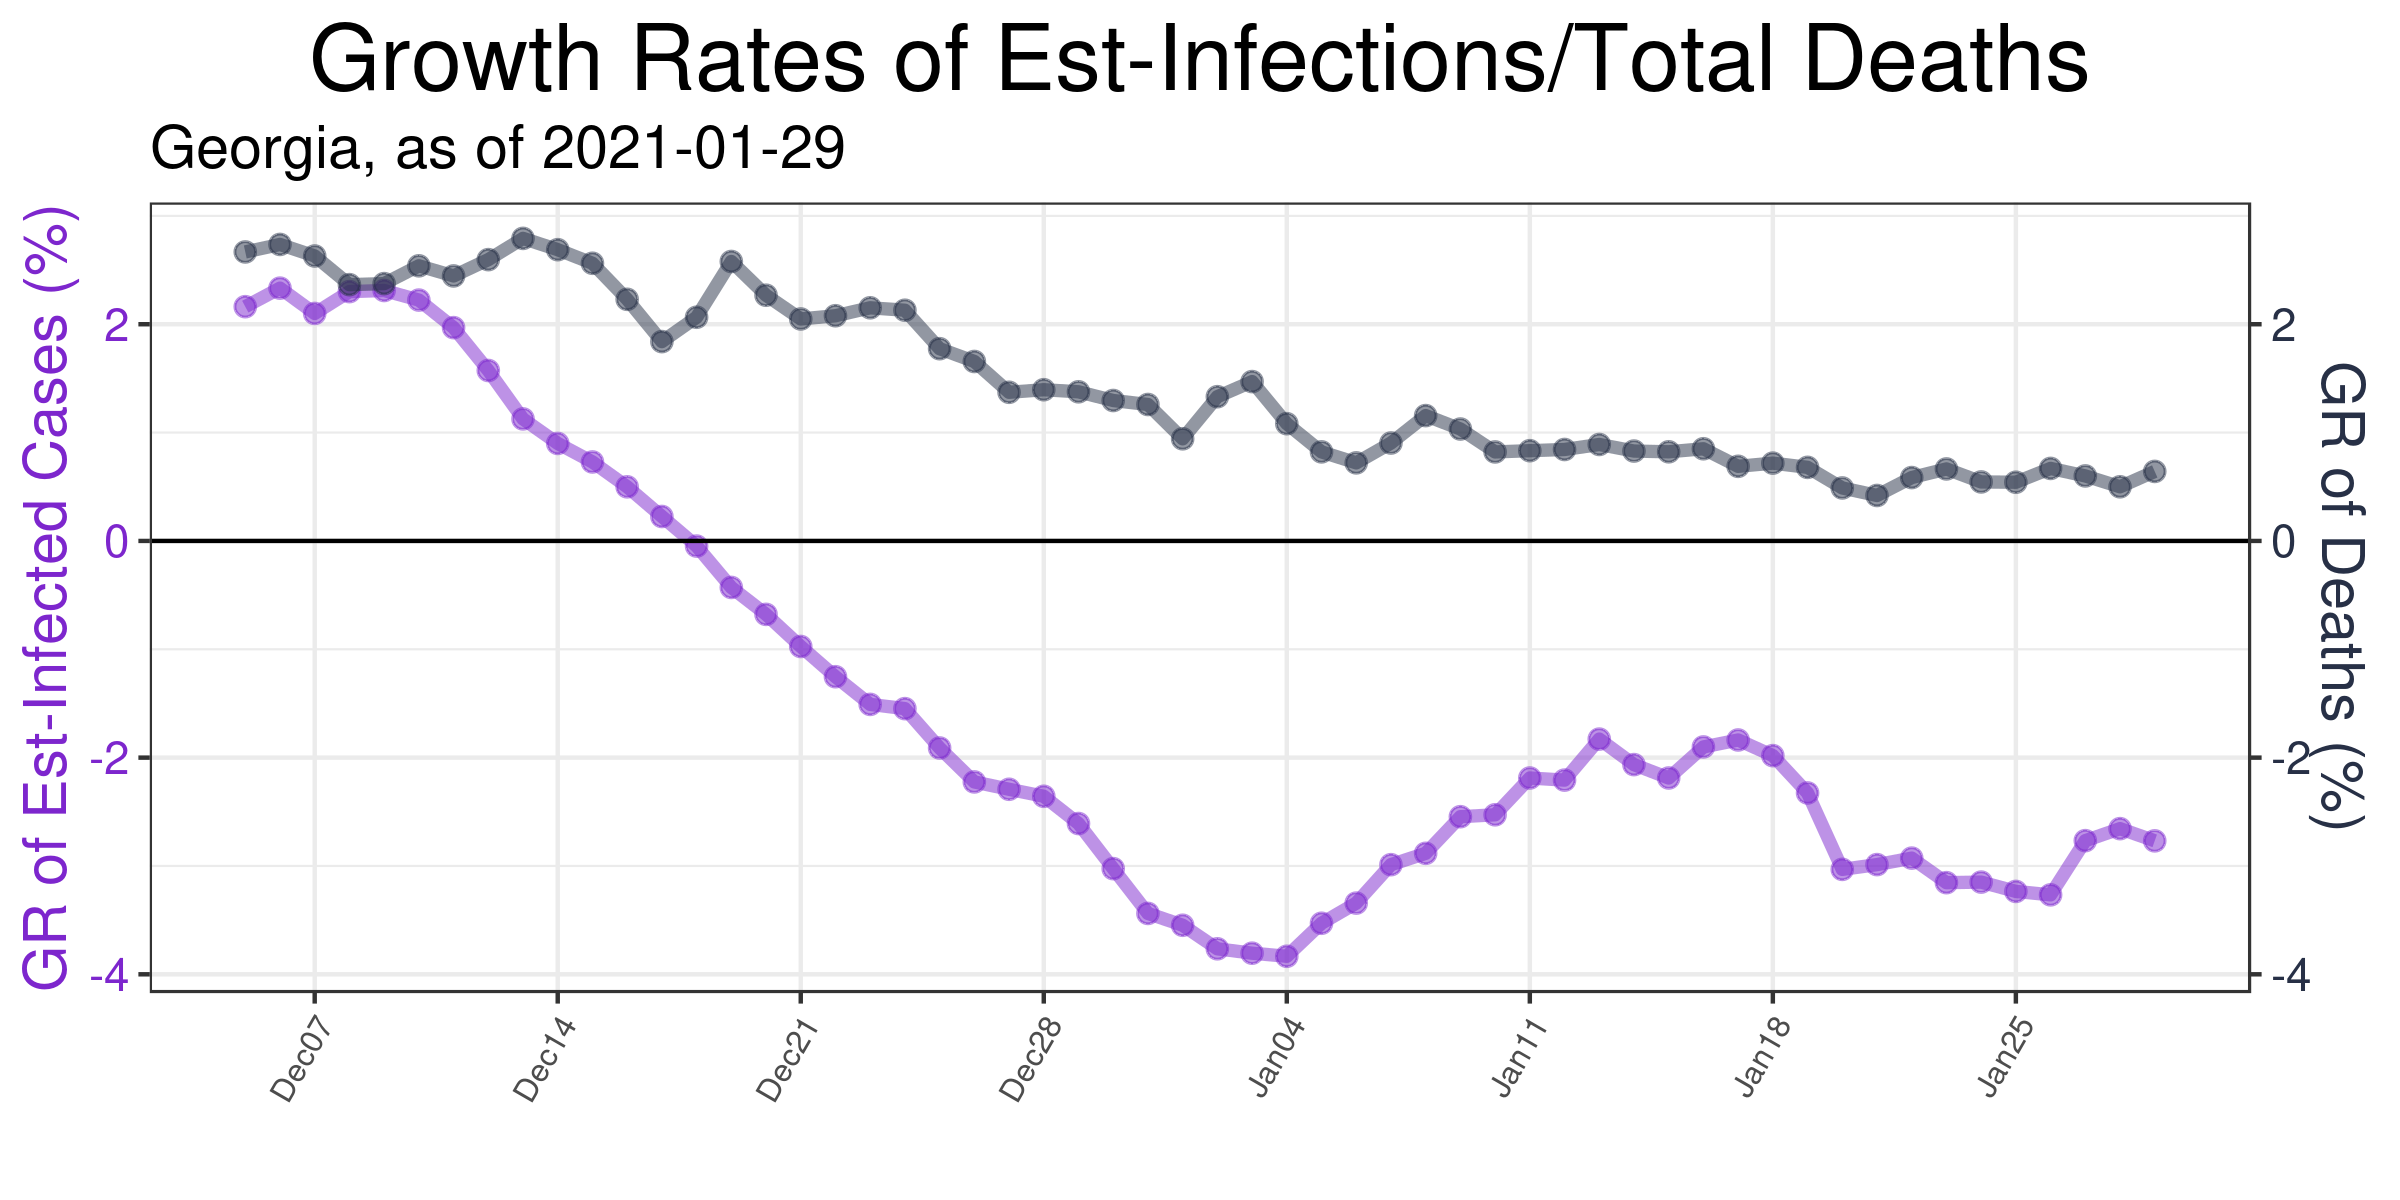 Growth Rates of Est-Infections/Total Deaths
Georgia, as of 2021-01-29
GR of Est-Infected Cases (%)
2
0
-2
-4
2
0
-2
-4
GR of Deaths (%)
Dec07
Dec14
Dec21
Dec28
Jan04
Jan11
Jan18
Jan25